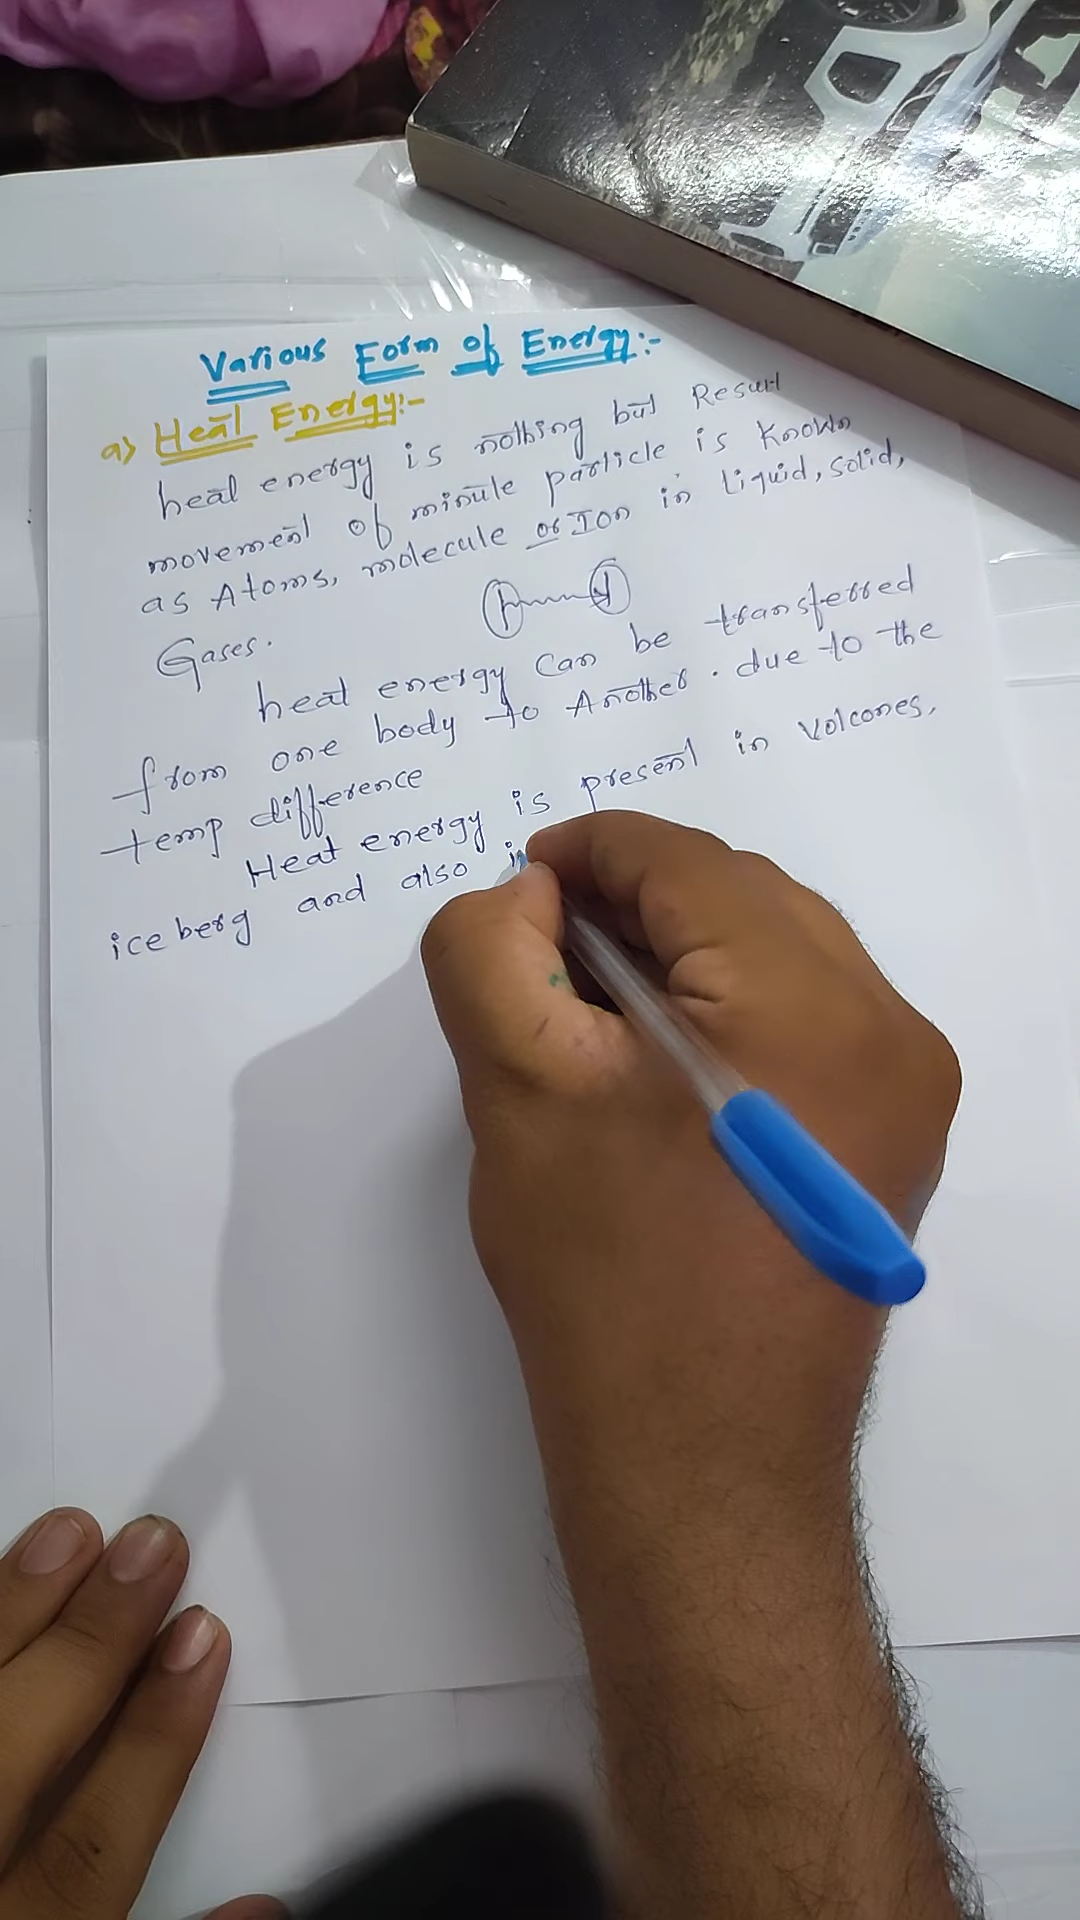 Various Form of Energy:-
a) Heat Energy:-
heat energy is nothing but Result
movement of minute particle is known
as Atoms, molecule or Ion in liquid, solid,
Gases.
heat energy can be transferred
from one body to Another. due to the
temp difference
Heat energy is present in volcones,
ice berg and also in